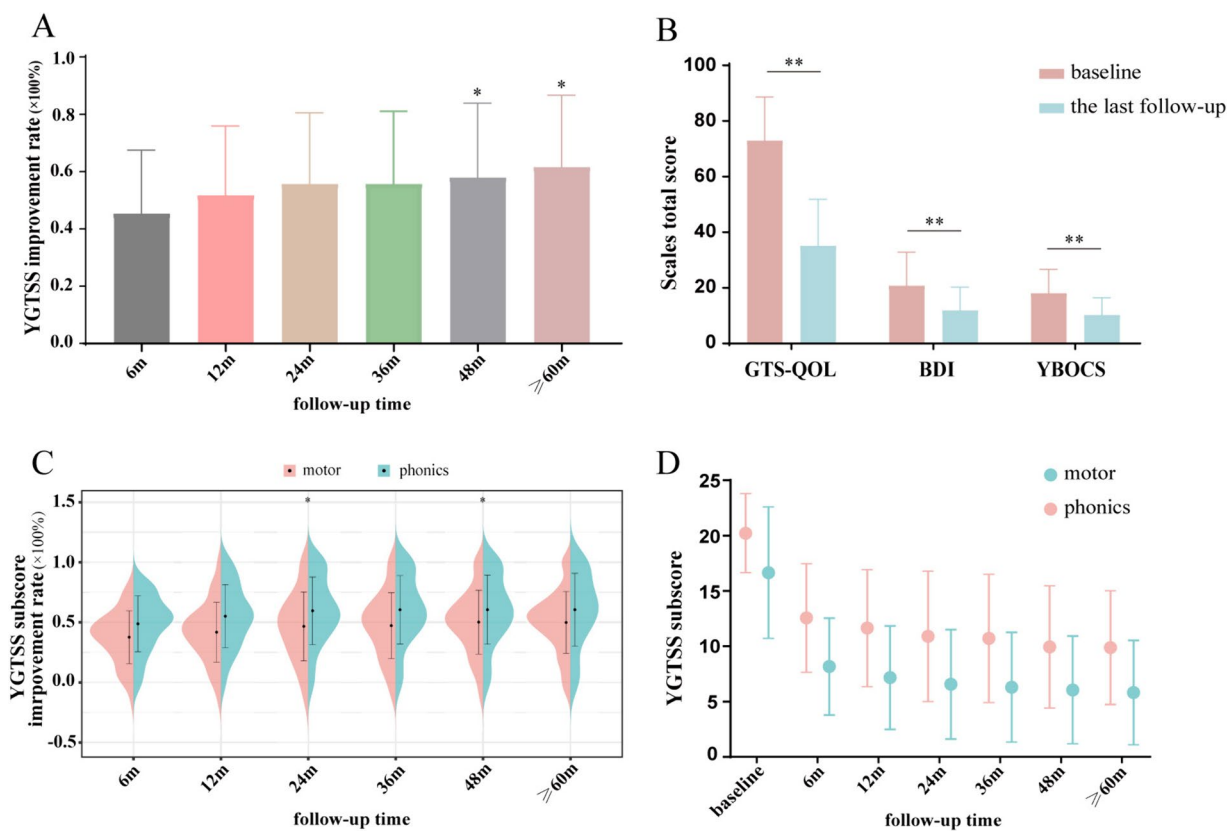 A
YGTSS improvement rate (×100%)
1.0
0.8
0.6
0.4
0.2
0.0
* *
6m 12m 24m 36m 48m ⩾60m
follow-up time
B
Scales total score
100
80
60
40
20
0
** ** **
baseline
the last follow-up
GTS-QOL BDI YBOCS
C
motor phonics
YGTSS subscore
imrpovement rate (×100%)
1.5
1.0
0.5
0.0
-0.5
* *
6m 12m 24m 36m 48m ⩾60m
follow-up time
D
motor
phonics
YGTSS subscore
25
20
15
10
5
0
baseline 6m 12m 24m 36m 48m ⩾60m
follow-up time